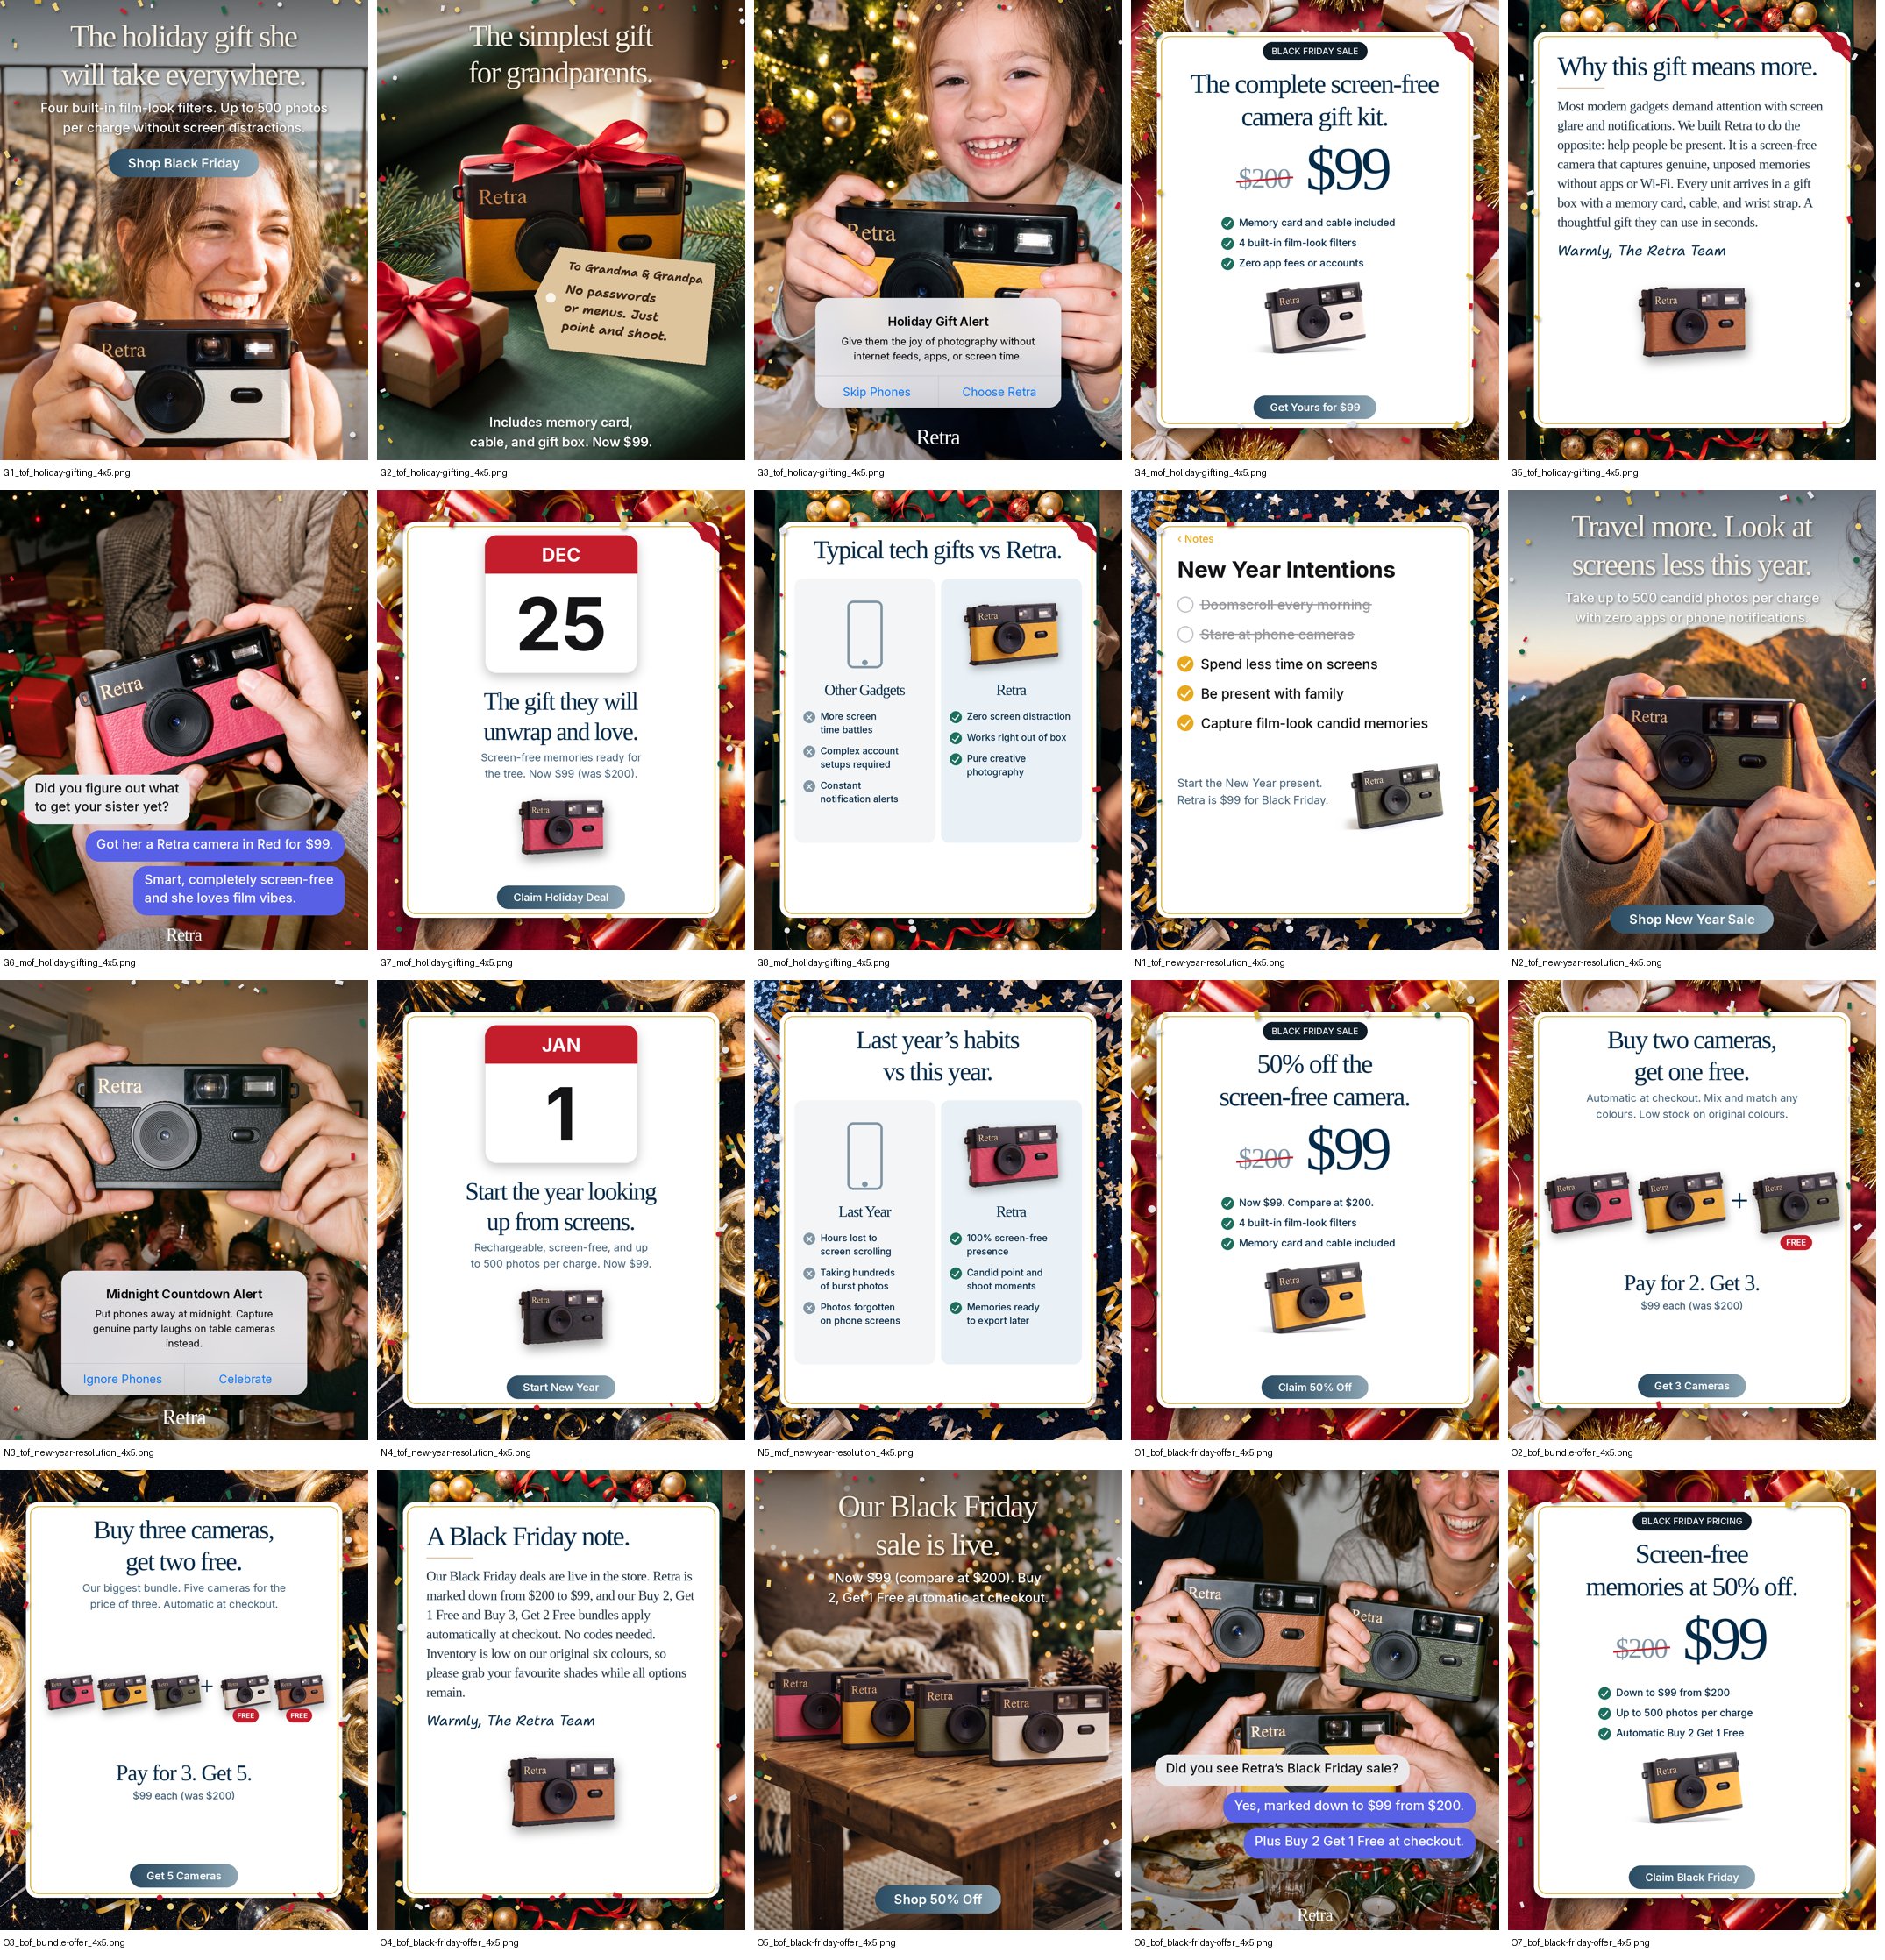 The holiday gift she
will take everywhere.
Four built-in film-look filters. Up to 500 photos
per charge without screen distractions.
Shop Black Friday
Retra
G1_tof_holiday-gifting_4x5.png
The simplest gift
for grandparents.
Retra
To Grandma & Grandpa
No passwords
or menus. Just
point and shoot.
Includes memory card,
cable, and gift box. Now $99.
G2_tof_holiday-gifting_4x5.png
Retra
Holiday Gift Alert
Give them the joy of photography without
internet feeds, apps, or screen time.
Skip Phones
Choose Retra
Retra
G3_tof_holiday-gifting_4x5.png
BLACK FRIDAY SALE
The complete screen-free
camera gift kit.
$200 $99
Memory card and cable included
4 built-in film-look filters
Zero app fees or accounts
Retra
Get Yours for $99
G4_mof_holiday-gifting_4x5.png
Why this gift means more.
Most modern gadgets demand attention with screen
glare and notifications. We built Retra to do the
opposite: help people be present. It is a screen-free
camera that captures genuine, unposed memories
without apps or Wi-Fi. Every unit arrives in a gift
box with a memory card, cable, and wrist strap. A
thoughtful gift they can use in seconds.
Warmly, The Retra Team
Retra
G5_tof_holiday-gifting_4x5.png
Retra
Did you figure out what
to get your sister yet?
Got her a Retra camera in Red for $99.
Smart, completely screen-free
and she loves film vibes.
Retra
G6_mof_holiday-gifting_4x5.png
DEC
25
The gift they will
unwrap and love.
Screen-free memories ready for
the tree. Now $99 (was $200).
Retra
Claim Holiday Deal
G7_mof_holiday-gifting_4x5.png
Typical tech gifts vs Retra.
Other Gadgets
More screen
time battles
Complex account
setups required
Constant
notification alerts
Retra
Retra
Zero screen distraction
Works right out of box
Pure creative
photography
G8_mof_holiday-gifting_4x5.png
‹ Notes
New Year Intentions
Doomscroll every morning
Stare at phone cameras
Spend less time on screens
Be present with family
Capture film-look candid memories
Start the New Year present.
Retra is $99 for Black Friday.
Retra
N1_tof_new-year-resolution_4x5.png
Travel more. Look at
screens less this year.
Take up to 500 candid photos per charge
with zero apps or phone notifications.
Retra
Shop New Year Sale
N2_tof_new-year-resolution_4x5.png
Retra
Midnight Countdown Alert
Put phones away at midnight. Capture
genuine party laughs on table cameras
instead.
Ignore Phones
Celebrate
Retra
N3_tof_new-year-resolution_4x5.png
JAN
1
Start the year looking
up from screens.
Rechargeable, screen-free, and up
to 500 photos per charge. Now $99.
Retra
Start New Year
N4_tof_new-year-resolution_4x5.png
Last year’s habits
vs this year.
Last Year
Hours lost to
screen scrolling
Taking hundreds
of burst photos
Photos forgotten
on phone screens
Retra
Retra
100% screen-free
presence
Candid point and
shoot moments
Memories ready
to export later
N5_mof_new-year-resolution_4x5.png
BLACK FRIDAY SALE
50% off the
screen-free camera.
$200 $99
Now $99. Compare at $200.
4 built-in film-look filters
Memory card and cable included
Retra
Claim 50% Off
O1_bof_black-friday-offer_4x5.png
Buy two cameras,
get one free.
Automatic at checkout. Mix and match any
colours. Low stock on original colours.
Retra Retra + Retra
FREE
Pay for 2. Get 3.
$99 each (was $200)
Get 3 Cameras
O2_bof_bundle-offer_4x5.png
Buy three cameras,
get two free.
Our biggest bundle. Five cameras for the
price of three. Automatic at checkout.
Retra Retra Retra + Retra Retra
FREE FREE
Pay for 3. Get 5.
$99 each (was $200)
Get 5 Cameras
O3_bof_bundle-offer_4x5.png
A Black Friday note.
Our Black Friday deals are live in the store. Retra is
marked down from $200 to $99, and our Buy 2, Get
1 Free and Buy 3, Get 2 Free bundles apply
automatically at checkout. No codes needed.
Inventory is low on our original six colours, so
please grab your favourite shades while all options
remain.
Warmly, The Retra Team
Retra
O4_bof_black-friday-offer_4x5.png
Our Black Friday
sale is live.
Now $99 (compare at $200). Buy
2, Get 1 Free automatic at checkout.
Retra Retra Retra Retra
Shop 50% Off
O5_bof_black-friday-offer_4x5.png
Retra Retra
Retra
Did you see Retra’s Black Friday sale?
Yes, marked down to $99 from $200.
Plus Buy 2 Get 1 Free at checkout.
Retra
O6_bof_black-friday-offer_4x5.png
BLACK FRIDAY PRICING
Screen-free
memories at 50% off.
$200 $99
Down to $99 from $200
Up to 500 photos per charge
Automatic Buy 2 Get 1 Free
Retra
Claim Black Friday
O7_bof_black-friday-offer_4x5.png